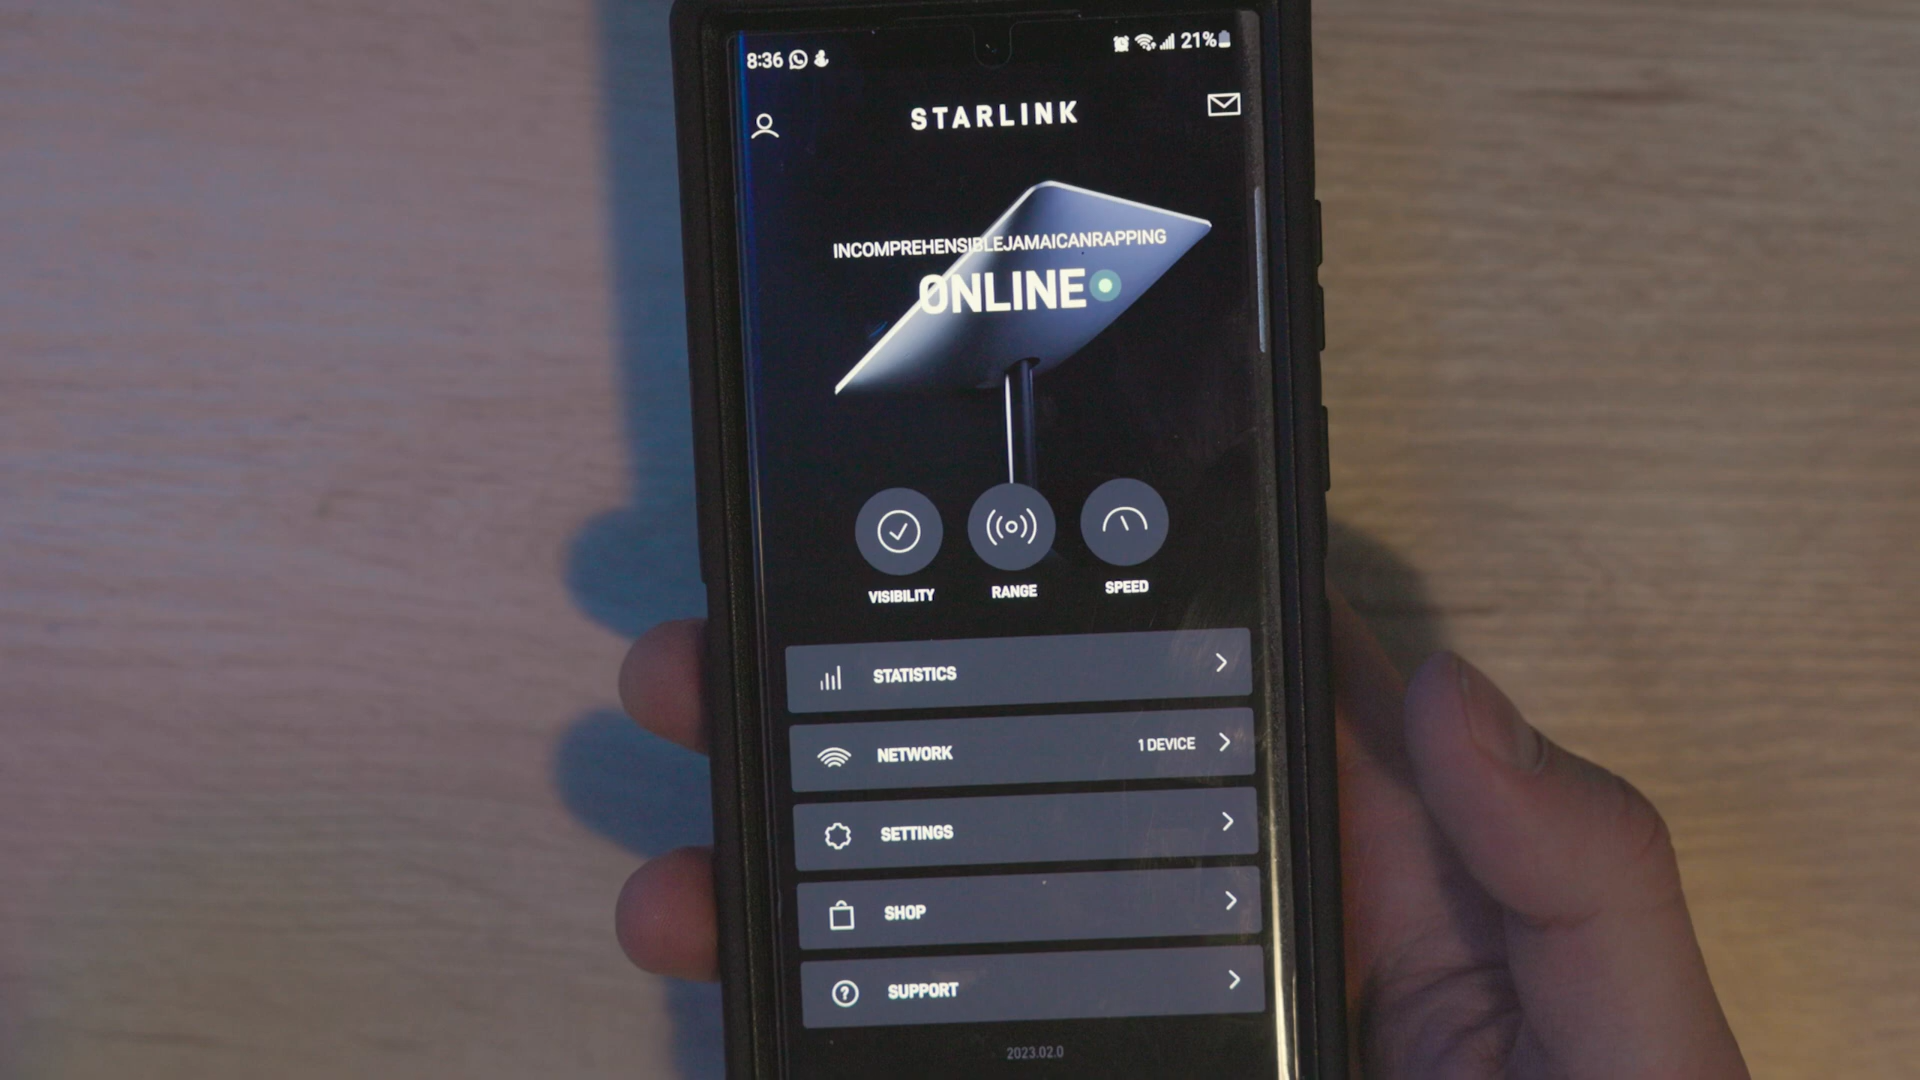 8:36
21%
STARLINK
INCOMPREHENSIBLEJAMAICANRAPPING
ONLINE
VISIBILITY
RANGE
SPEED
STATISTICS
NETWORK 1 DEVICE
SETTINGS
SHOP
SUPPORT
2023.02.0